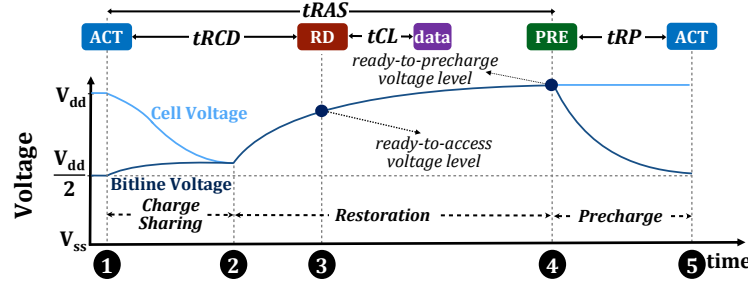 tRAS
ACT tRCD RD tCL data PRE tRP ACT
ready-to-precharge
voltage level
Vdd
Cell Voltage
ready-to-access
voltage level
Vdd
2
Bitline Voltage
Voltage
Charge
Sharing
Restoration
Precharge
Vss
time
1 2 3 4 5